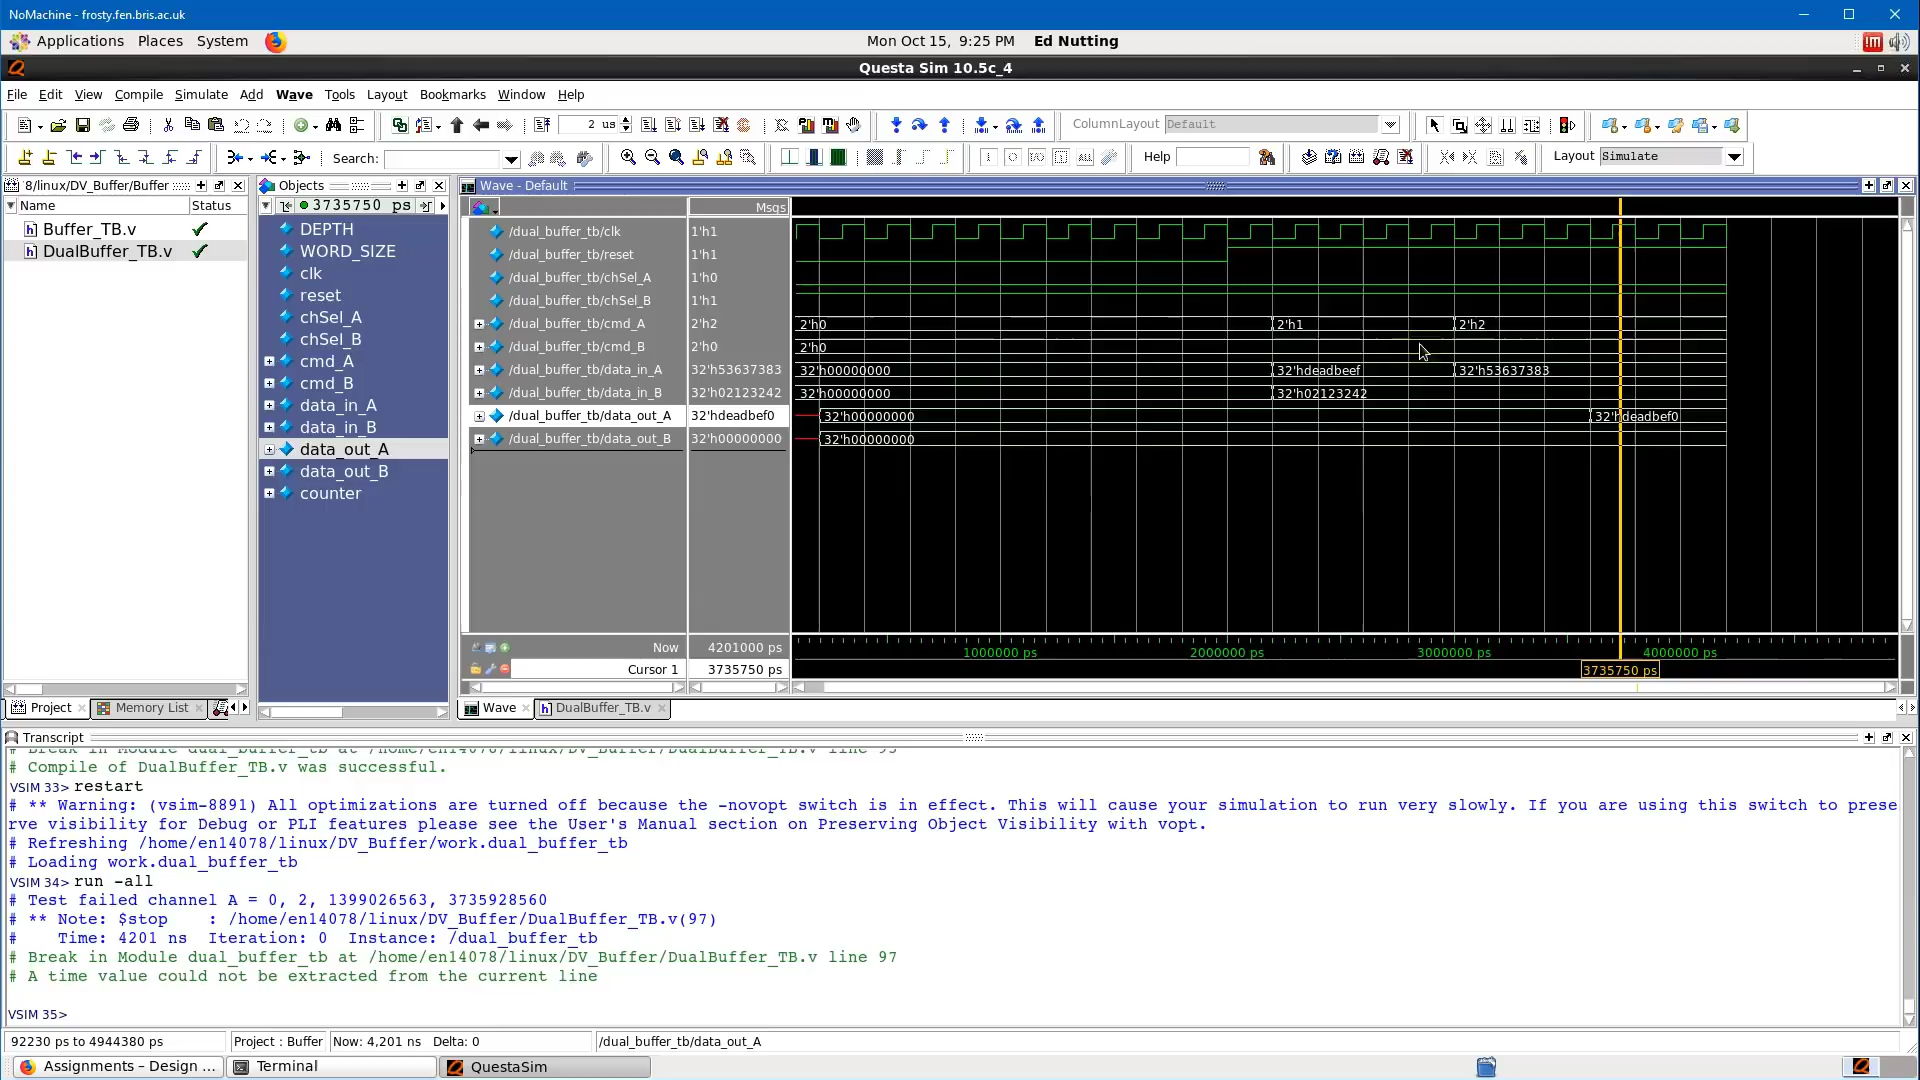 NoMachine - frosty.fen.bris.ac.uk
Applications Places System Mon Oct 15, 9:25 PM Ed Nutting
Questa Sim 10.5c_4
File Edit View Compile Simulate Add Wave Tools Layout Bookmarks Window Help
2 us ColumnLayout Default
Search: Help Layout Simulate
8/linux/DV_Buffer/Buffer
Name Status
Buffer_TB.v
DualBuffer_TB.v
Project Memory List
Objects
3735750 ps
DEPTH
WORD_SIZE
clk
reset
chSel_A
chSel_B
cmd_A
cmd_B
data_in_A
data_in_B
data_out_A
data_out_B
counter
Wave - Default
Msgs
/dual_buffer_tb/clk 1'h1
/dual_buffer_tb/reset 1'h1
/dual_buffer_tb/chSel_A 1'h0
/dual_buffer_tb/chSel_B 1'h1
/dual_buffer_tb/cmd_A 2'h2 2'h0 2'h1 2'h2
/dual_buffer_tb/cmd_B 2'h0 2'h0
/dual_buffer_tb/data_in_A 32'h53637383 32'h00000000 32'hdeadbeef 32'h53637383
/dual_buffer_tb/data_in_B 32'h02123242 32'h00000000 32'h02123242
/dual_buffer_tb/data_out_A 32'hdeadbef0 32'h00000000 32'hdeadbef0
/dual_buffer_tb/data_out_B 32'h00000000 32'h00000000
Now 4201000 ps 1000000 ps 2000000 ps 3000000 ps 4000000 ps
Cursor 1 3735750 ps 3735750 ps
Wave DualBuffer_TB.v
Transcript
# Break in Module dual_buffer_tb at /home/en14078/linux/DV_Buffer/DualBuffer_TB.v line 95
# Compile of DualBuffer_TB.v was successful.
VSIM 33> restart
# ** Warning: (vsim-8891) All optimizations are turned off because the -novopt switch is in effect. This will cause your simulation to run very slowly. If you are using this switch to prese
rve visibility for Debug or PLI features please see the User's Manual section on Preserving Object Visibility with vopt.
# Refreshing /home/en14078/linux/DV_Buffer/work.dual_buffer_tb
# Loading work.dual_buffer_tb
VSIM 34> run -all
# Test failed channel A = 0, 2, 1399026563, 3735928560
# ** Note: $stop : /home/en14078/linux/DV_Buffer/DualBuffer_TB.v(97)
# Time: 4201 ns Iteration: 0 Instance: /dual_buffer_tb
# Break in Module dual_buffer_tb at /home/en14078/linux/DV_Buffer/DualBuffer_TB.v line 97
# A time value could not be extracted from the current line
VSIM 35>
92230 ps to 4944380 ps Project : Buffer Now: 4,201 ns Delta: 0 /dual_buffer_tb/data_out_A
Assignments – Design ... Terminal QuestaSim